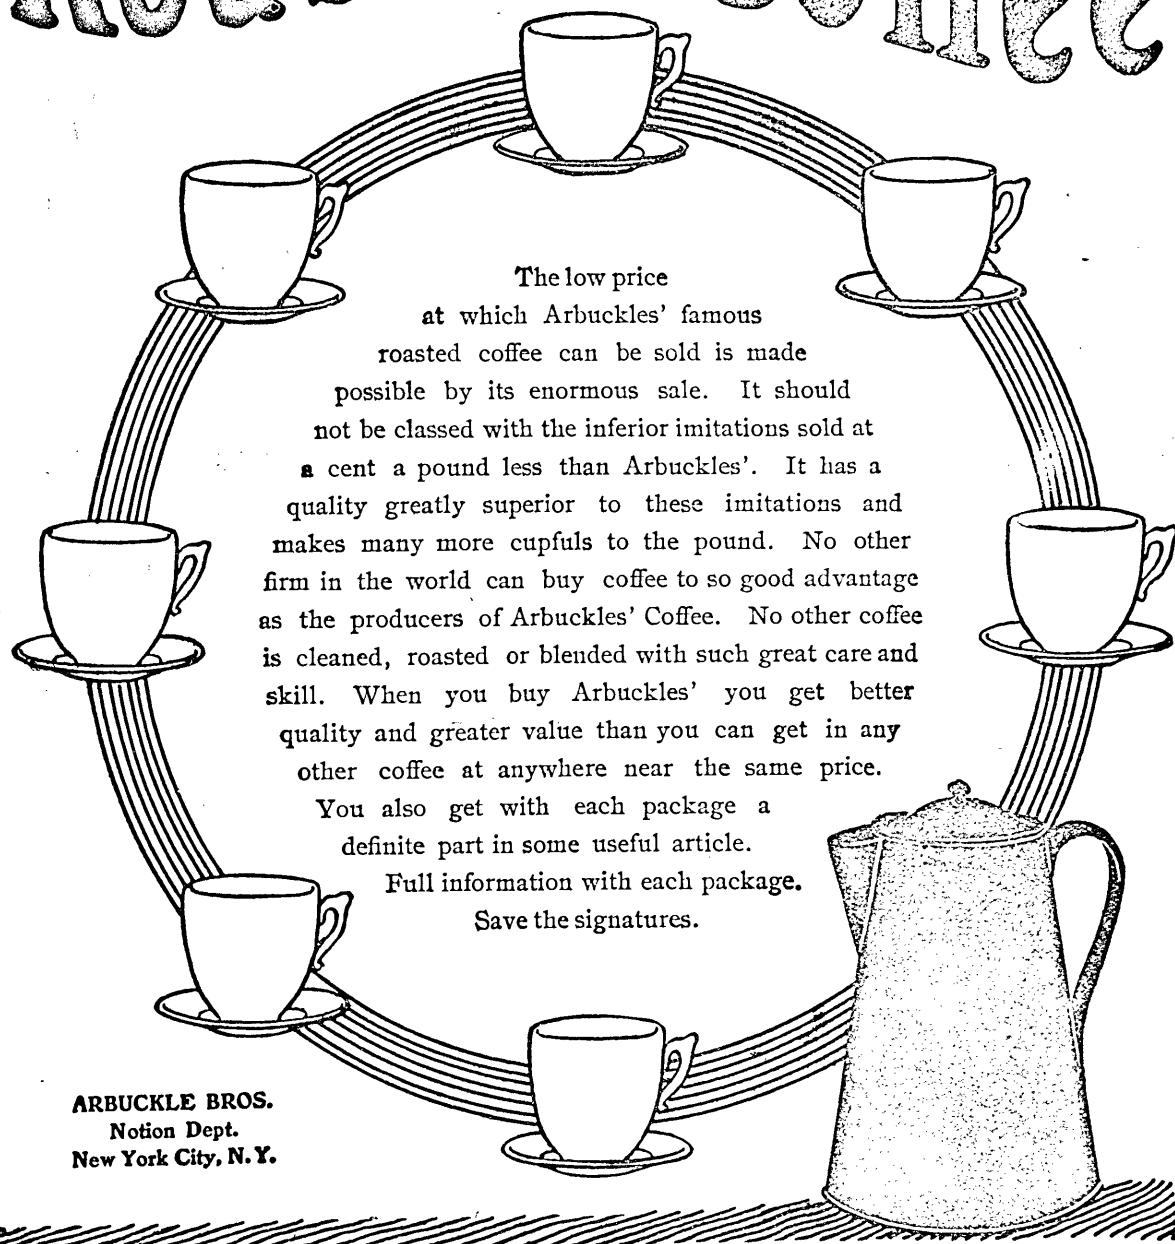 The low price
at which Arbuckles' famous
roasted coffee can be sold is made
possible by its enormous sale. It should
not be classed with the inferior imitations sold at
a cent a pound less than Arbuckles'. It has a
quality greatly superior to these imitations and
makes many more cupfuls to the pound. No other
firm in the world can buy coffee to so good advantage
as the producers of Arbuckles' Coffee. No other coffee
is cleaned, roasted or blended with such great care and
skill. When you buy Arbuckles' you get better
quality and greater value than you can get in any
other coffee at anywhere near the same price.
You also get with each package a
definite part in some useful article.
Full information with each package.
Save the signatures.
ARBUCKLE BROS.
Notion Dept.
New York City, N.Y.